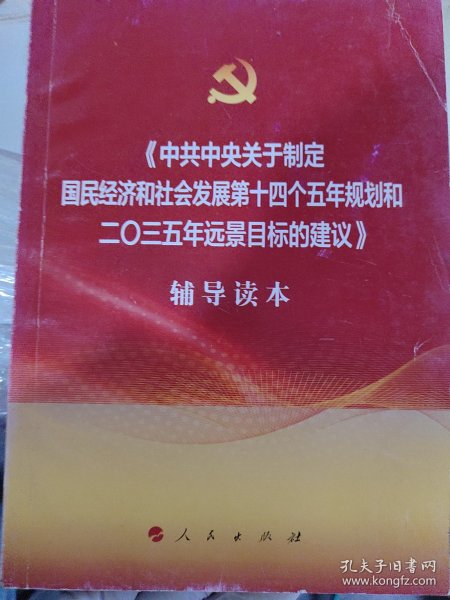 《中共中央关于制定
国民经济和社会发展第十四个五年规划和
二〇三五年远景目标的建议》
辅导读本
人民出版社
孔夫子旧书网
www.kongfz.com